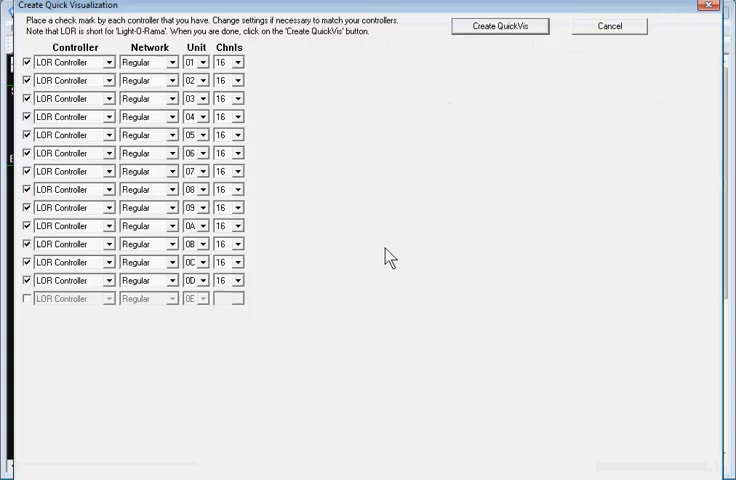 Create Quick Visualization
Place a check mark by each controller that you have. Change settings if necessary to match your controllers.
Note that LOR is short for 'Light-O-Rama'. When you are done, click on the 'Create QuickVis' button.
Create QuickVis
Cancel
Controller Network Unit Chnls
LOR Controller Regular 01 16
LOR Controller Regular 02 16
LOR Controller Regular 03 16
LOR Controller Regular 04 16
LOR Controller Regular 05 16
LOR Controller Regular 06 16
LOR Controller Regular 07 16
LOR Controller Regular 08 16
LOR Controller Regular 09 16
LOR Controller Regular 0A 16
LOR Controller Regular 0B 16
LOR Controller Regular 0C 16
LOR Controller Regular 0D 16
LOR Controller Regular 0E